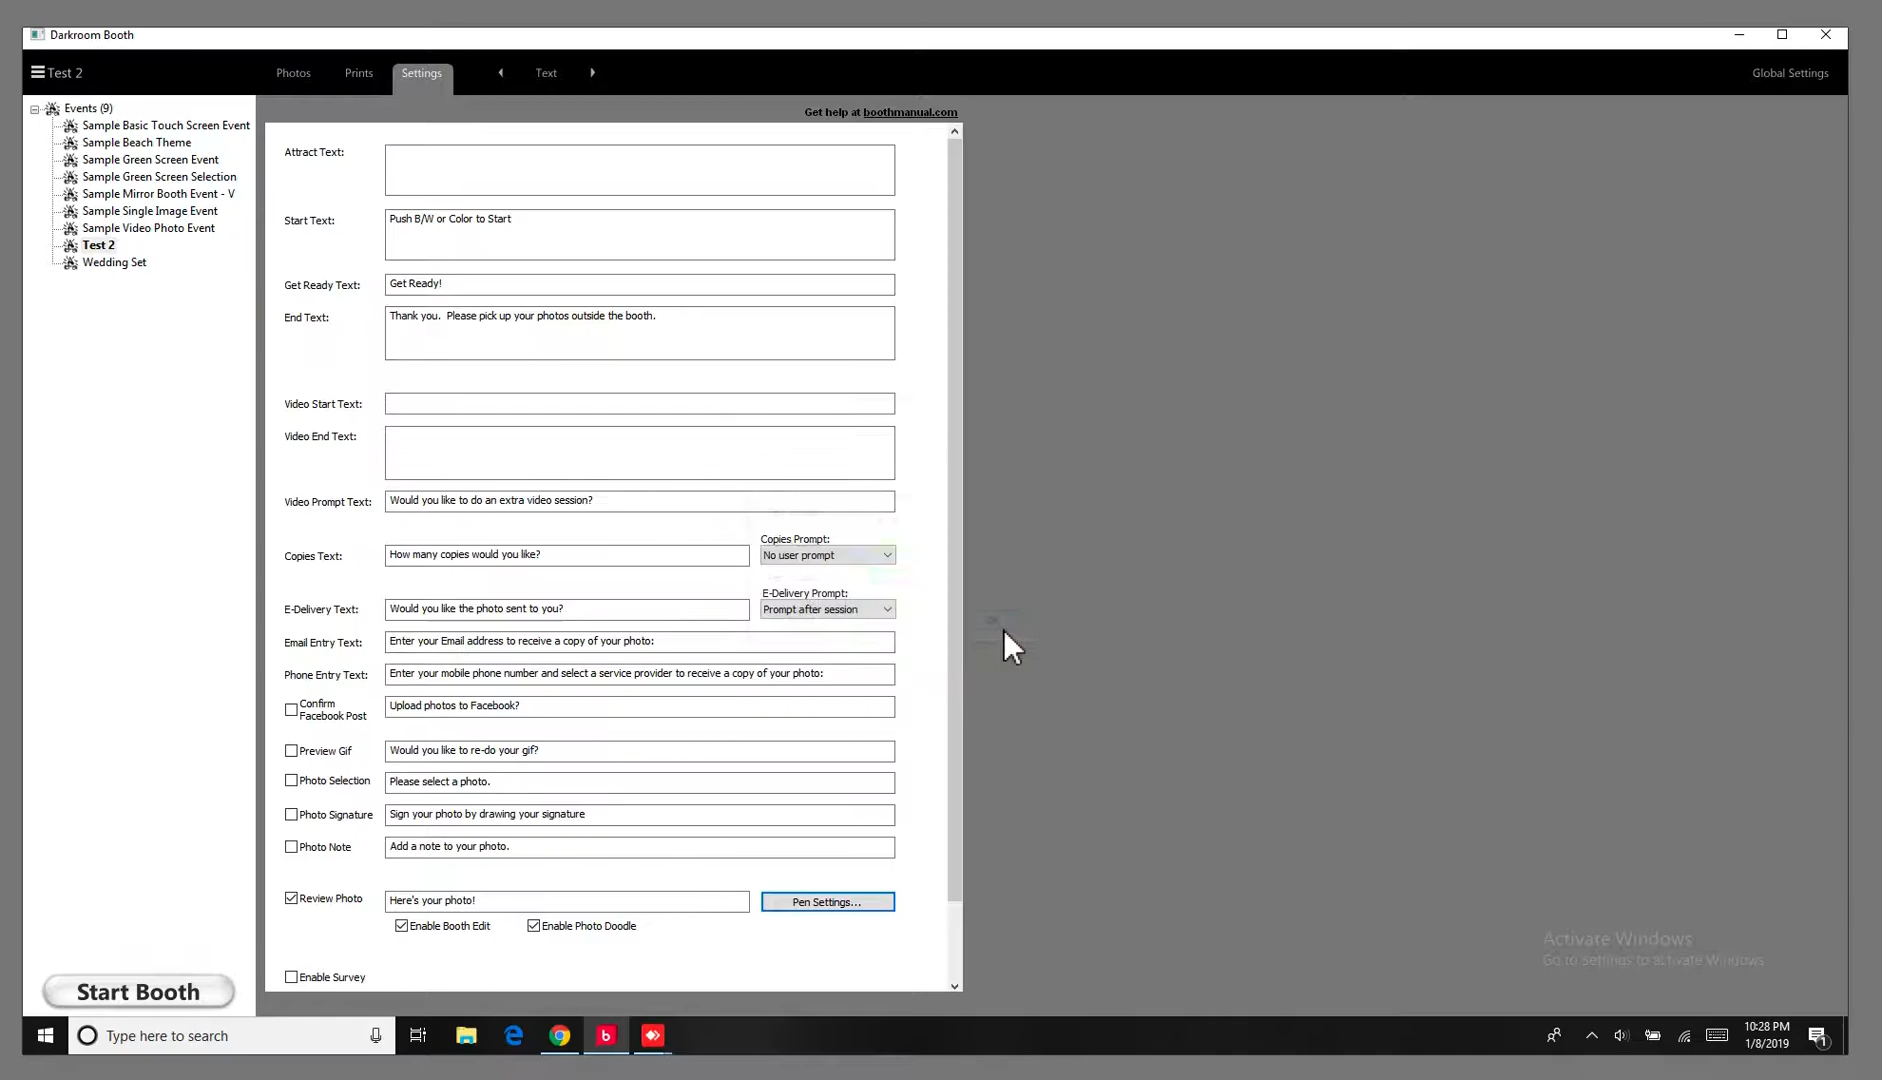 Darkroom Booth
Test 2
Photos
Prints
Settings
Text
Global Settings
Events (9)
Sample Basic Touch Screen Event
Sample Beach Theme
Sample Green Screen Event
Sample Green Screen Selection
Sample Mirror Booth Event - V
Sample Single Image Event
Sample Video Photo Event
Test 2
Wedding Set
Start Booth
Get help at boothmanual.com
Attract Text:
Start Text: Push B/W or Color to Start
Get Ready Text: Get Ready!
End Text: Thank you.  Please pick up your photos outside the booth.
Video Start Text:
Video End Text:
Video Prompt Text: Would you like to do an extra video session?
Copies Prompt:
Copies Text: How many copies would you like? No user prompt
E-Delivery Prompt:
E-Delivery Text: Would you like the photo sent to you? Prompt after session
Email Entry Text: Enter your Email address to receive a copy of your photo:
Phone Entry Text: Enter your mobile phone number and select a service provider to receive a copy of your photo:
Confirm
Facebook Post
Upload photos to Facebook?
Preview Gif Would you like to re-do your gif?
Photo Selection Please select a photo.
Photo Signature Sign your photo by drawing your signature
Photo Note Add a note to your photo.
Review Photo Here's your photo! Pen Settings...
Enable Booth Edit Enable Photo Doodle
Enable Survey
Activate Windows
Go to Settings to activate Windows.
Type here to search
b
10:28 PM
1/8/2019
1